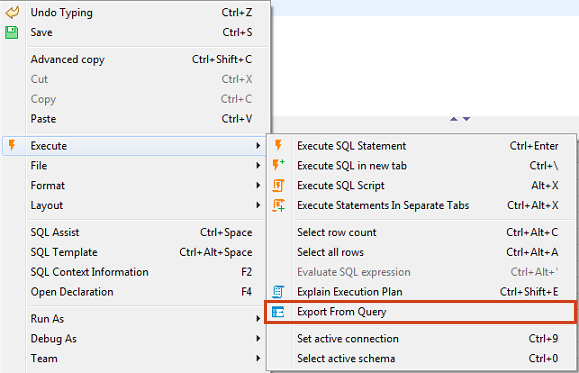 Undo Typing Ctrl+Z
Save Ctrl+S
Advanced copy Ctrl+Shift+C
Cut Ctrl+X
Copy Ctrl+C
Paste Ctrl+V
Execute
File
Format
Layout
SQL Assist Ctrl+Space
SQL Template Ctrl+Alt+Space
SQL Context Information F2
Open Declaration F4
Run As
Debug As
Team
Execute SQL Statement Ctrl+Enter
Execute SQL in new tab Ctrl+\
Execute SQL Script Alt+X
Execute Statements In Separate Tabs Ctrl+Alt+X
Select row count Ctrl+Alt+C
Select all rows Ctrl+Alt+A
Evaluate SQL expression Ctrl+Alt+'
Explain Execution Plan Ctrl+Shift+E
Export From Query
Set active connection Ctrl+9
Select active schema Ctrl+0